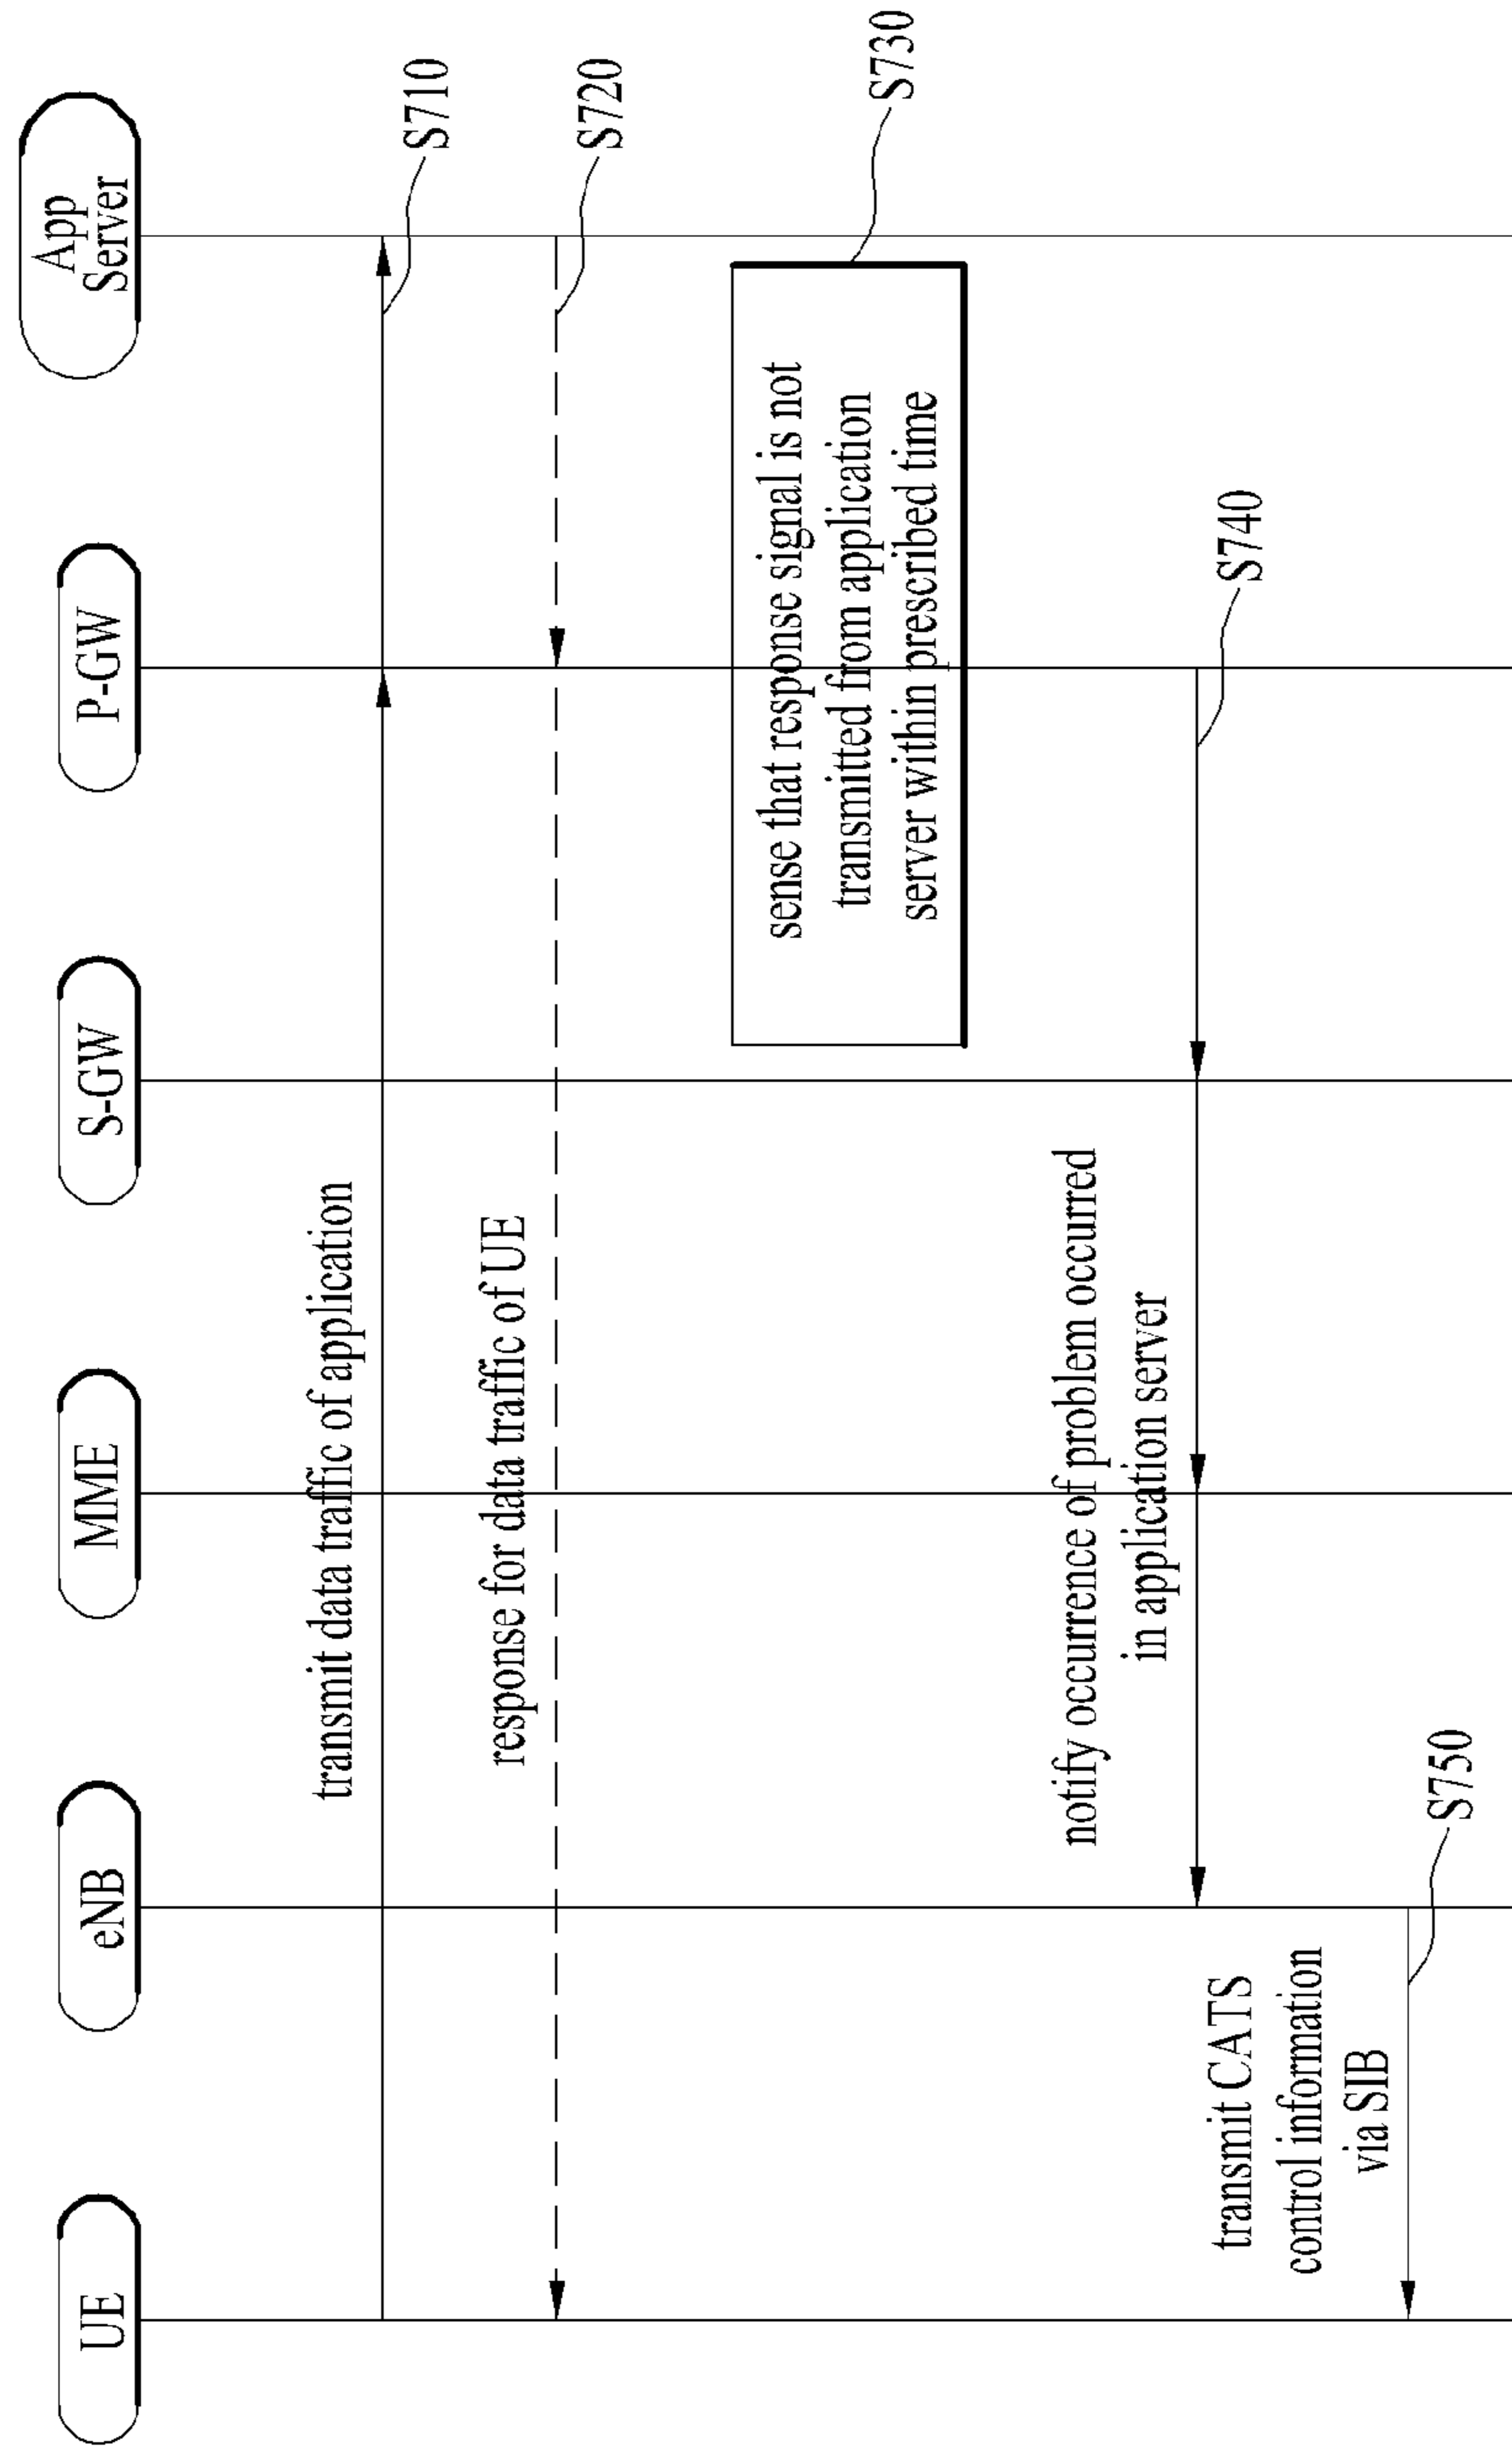 UE
eNB
MME
S-GW
P-GW
App
Server
transmit data traffic of application
S710
response for data traffic of UE
S720
sense that response signal is not
transmitted from application
server within prescribed time
S730
notify occurrence of problem occurred
in application server
S740
transmit CATS
control information
via SIB
S750